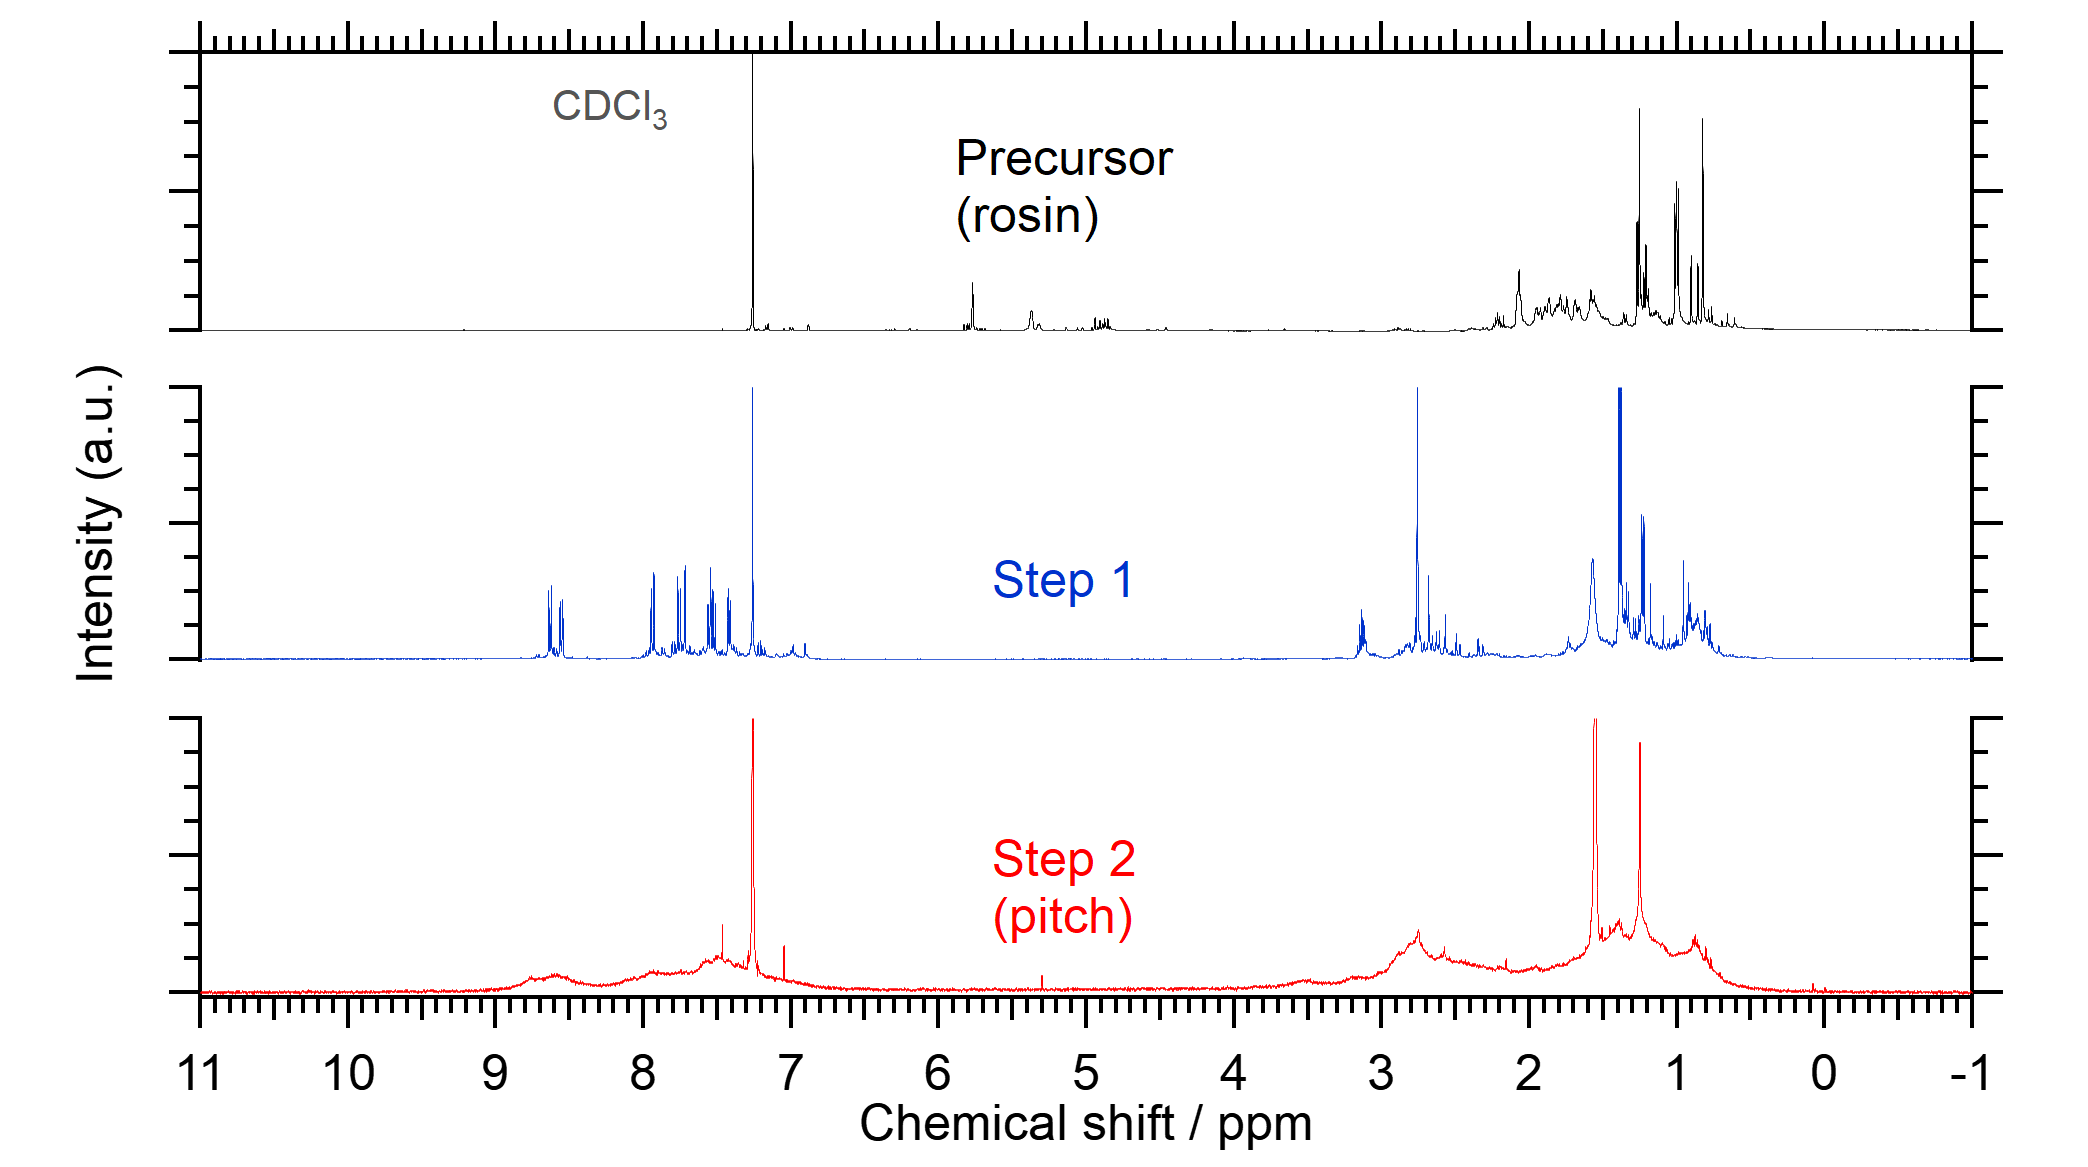 CDCl3
Precursor
(rosin)
Step 1
Step 2
(pitch)
Intensity (a.u.)
11 10 9 8 7 6 5 4 3 2 1 0 -1
Chemical shift / ppm